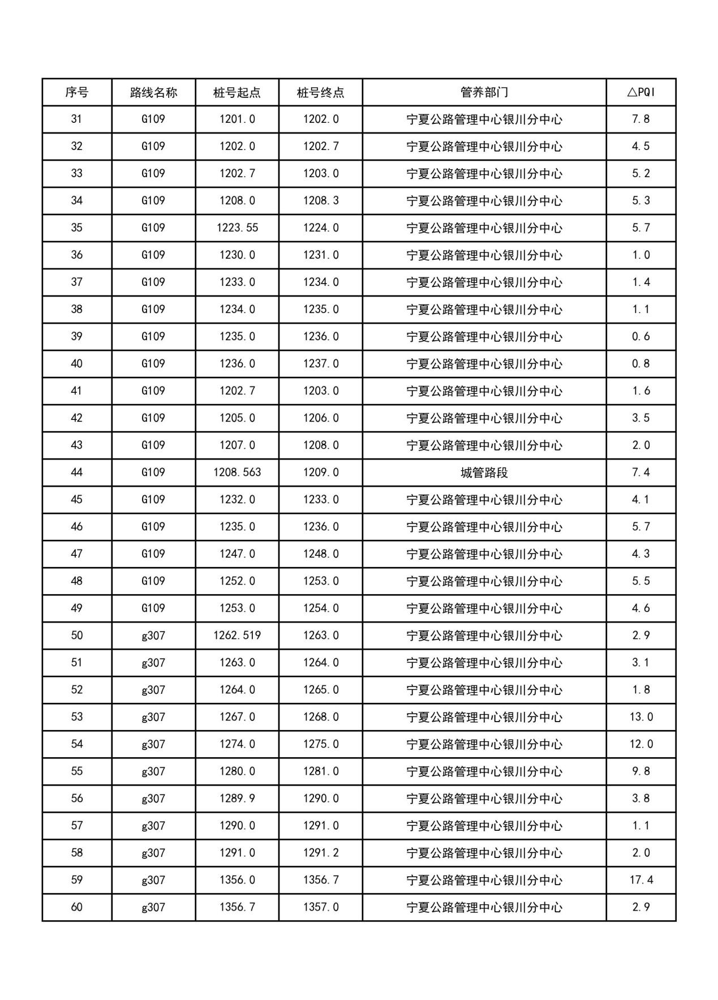 序号 路线名称 桩号起点 桩号终点 管养部门 △PQI
31 G109 1201.0 1202.0 宁夏公路管理中心银川分中心 7.8
32 G109 1202.0 1202.7 宁夏公路管理中心银川分中心 4.5
33 G109 1202.7 1203.0 宁夏公路管理中心银川分中心 5.2
34 G109 1208.0 1208.3 宁夏公路管理中心银川分中心 5.3
35 G109 1223.55 1224.0 宁夏公路管理中心银川分中心 5.7
36 G109 1230.0 1231.0 宁夏公路管理中心银川分中心 1.0
37 G109 1233.0 1234.0 宁夏公路管理中心银川分中心 1.4
38 G109 1234.0 1235.0 宁夏公路管理中心银川分中心 1.1
39 G109 1235.0 1236.0 宁夏公路管理中心银川分中心 0.6
40 G109 1236.0 1237.0 宁夏公路管理中心银川分中心 0.8
41 G109 1202.7 1203.0 宁夏公路管理中心银川分中心 1.6
42 G109 1205.0 1206.0 宁夏公路管理中心银川分中心 3.5
43 G109 1207.0 1208.0 宁夏公路管理中心银川分中心 2.0
44 G109 1208.563 1209.0 城管路段 7.4
45 G109 1232.0 1233.0 宁夏公路管理中心银川分中心 4.1
46 G109 1235.0 1236.0 宁夏公路管理中心银川分中心 5.7
47 G109 1247.0 1248.0 宁夏公路管理中心银川分中心 4.3
48 G109 1252.0 1253.0 宁夏公路管理中心银川分中心 5.5
49 G109 1253.0 1254.0 宁夏公路管理中心银川分中心 4.6
50 g307 1262.519 1263.0 宁夏公路管理中心银川分中心 2.9
51 g307 1263.0 1264.0 宁夏公路管理中心银川分中心 3.1
52 g307 1264.0 1265.0 宁夏公路管理中心银川分中心 1.8
53 g307 1267.0 1268.0 宁夏公路管理中心银川分中心 13.0
54 g307 1274.0 1275.0 宁夏公路管理中心银川分中心 12.0
55 g307 1280.0 1281.0 宁夏公路管理中心银川分中心 9.8
56 g307 1289.9 1290.0 宁夏公路管理中心银川分中心 3.8
57 g307 1290.0 1291.0 宁夏公路管理中心银川分中心 1.1
58 g307 1291.0 1291.2 宁夏公路管理中心银川分中心 2.0
59 g307 1356.0 1356.7 宁夏公路管理中心银川分中心 17.4
60 g307 1356.7 1357.0 宁夏公路管理中心银川分中心 2.9